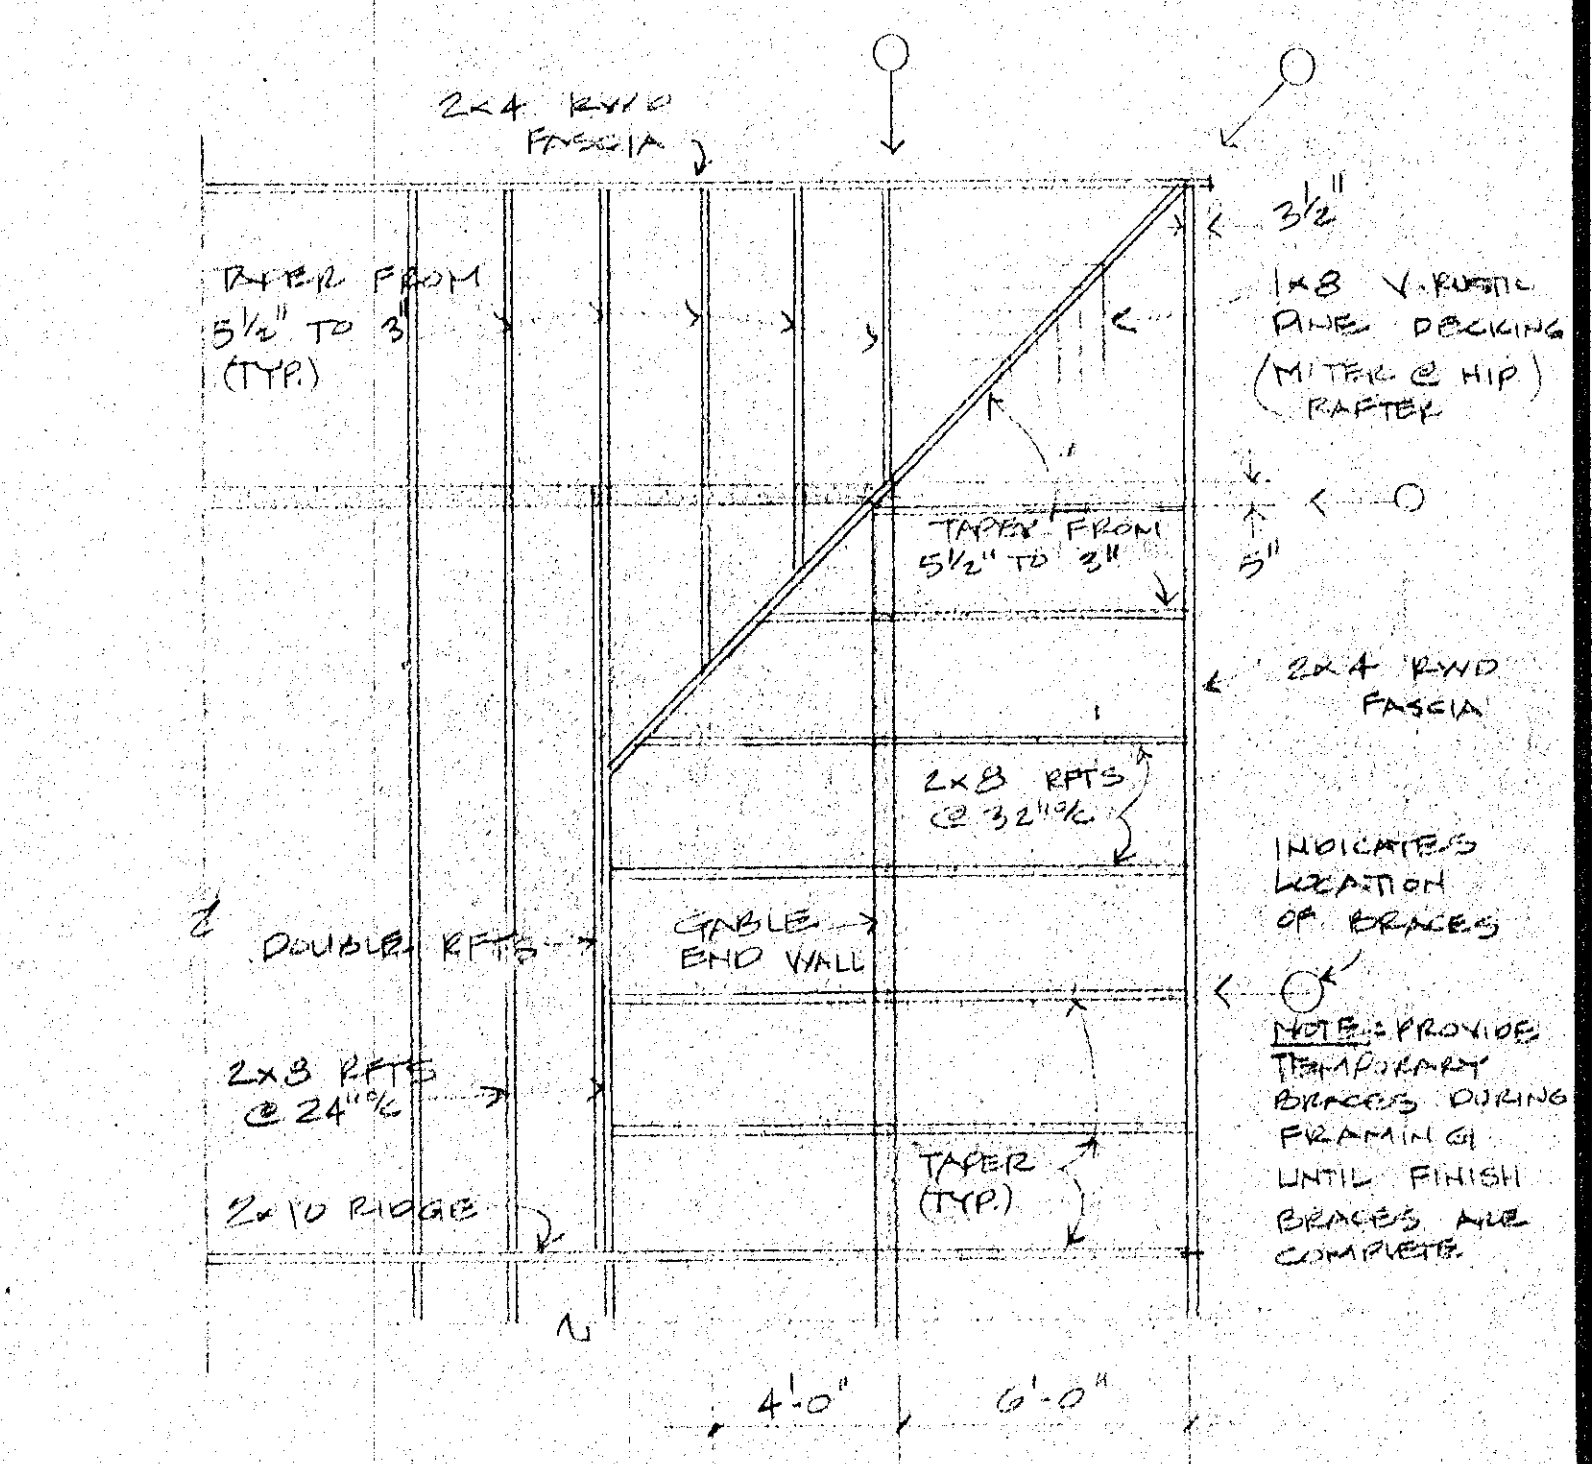 2x4 RWD
FASCIA
3½"
TAPER FROM
5½" TO 3"
(TYP.)
1x8 V-RUSTIC
PINE DECKING
(MITER @ HIP)
RAFTER
TAPER FROM
5½" TO 3"
5"
2x4 RWD
FASCIA
2x8 RFTS
@ 32" o/c
INDICATES
LOCATION
OF BRACES
DOUBLE RFTS
GABLE
END WALL
NOTE: PROVIDE
TEMPORARY
BRACES DURING
FRAMING
UNTIL FINISH
BRACES ARE
COMPLETE
2x8 RFTS
@ 24" o/c
TAPER
(TYP.)
2x10 RIDGE
4'-0"
6'-0"